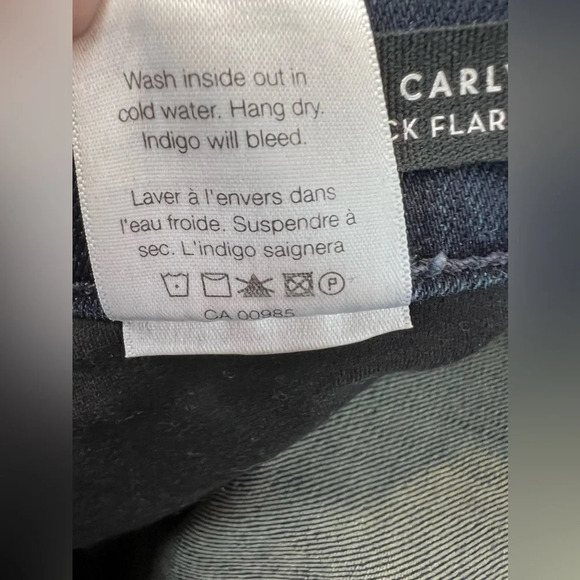 Wash inside out in
cold water. Hang dry.
Indigo will bleed.
Laver à l'envers dans
l'eau froide. Suspendre à
sec. L'indigo saignera
P
CA 00985
CARLY
CK FLAR